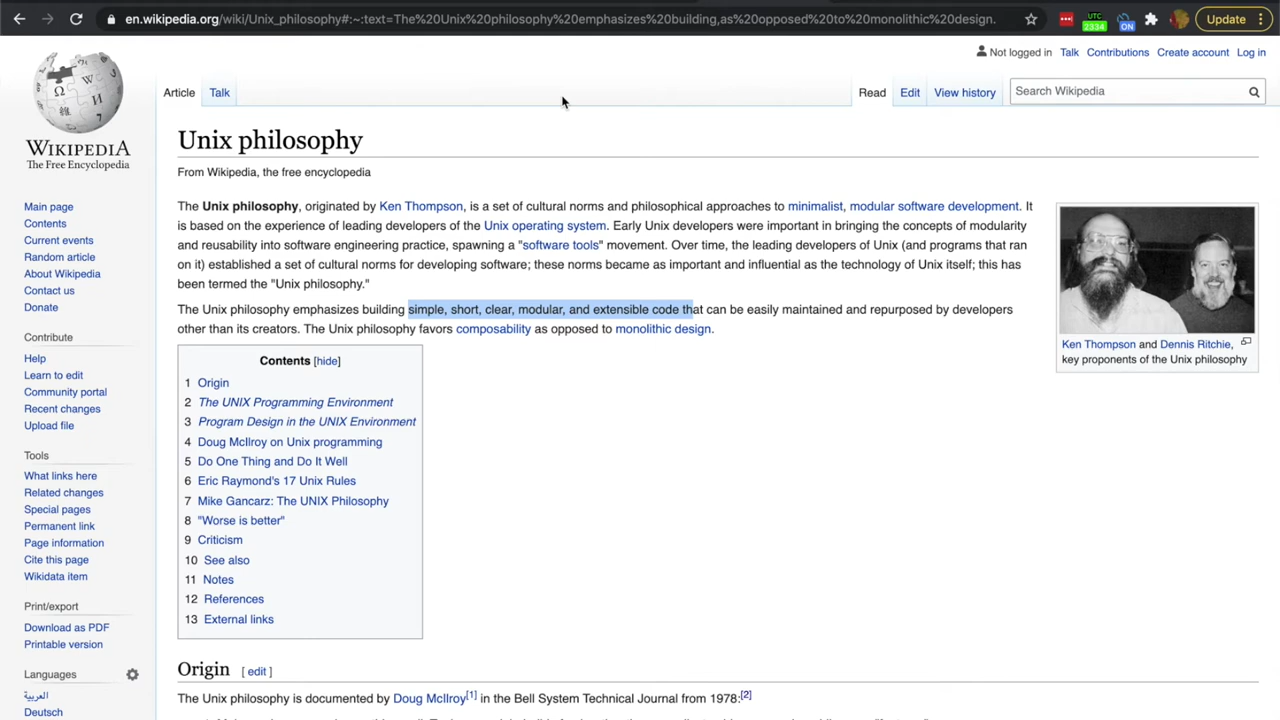 en.wikipedia.org/wiki/Unix_philosophy#:~:text=The%20Unix%20philosophy%20emphasizes%20building,as%20opposed%20to%20monolithic%20design.
UTC
2334
ON
Update
Not logged in Talk Contributions Create account Log in
Article Talk
Read Edit View history
Search Wikipedia
WIKIPEDIA
The Free Encyclopedia
Main page
Contents
Current events
Random article
About Wikipedia
Contact us
Donate
Contribute
Help
Learn to edit
Community portal
Recent changes
Upload file
Tools
What links here
Related changes
Special pages
Permanent link
Page information
Cite this page
Wikidata item
Print/export
Download as PDF
Printable version
Languages
العربية
Deutsch
Unix philosophy
From Wikipedia, the free encyclopedia
The Unix philosophy, originated by Ken Thompson, is a set of cultural norms and philosophical approaches to minimalist, modular software development. It
is based on the experience of leading developers of the Unix operating system. Early Unix developers were important in bringing the concepts of modularity
and reusability into software engineering practice, spawning a "software tools" movement. Over time, the leading developers of Unix (and programs that ran
on it) established a set of cultural norms for developing software; these norms became as important and influential as the technology of Unix itself; this has
been termed the "Unix philosophy."
The Unix philosophy emphasizes building simple, short, clear, modular, and extensible code that can be easily maintained and repurposed by developers
other than its creators. The Unix philosophy favors composability as opposed to monolithic design.
Ken Thompson and Dennis Ritchie,
key proponents of the Unix philosophy
Contents [hide]
1 Origin
2 The UNIX Programming Environment
3 Program Design in the UNIX Environment
4 Doug McIlroy on Unix programming
5 Do One Thing and Do It Well
6 Eric Raymond's 17 Unix Rules
7 Mike Gancarz: The UNIX Philosophy
8 "Worse is better"
9 Criticism
10 See also
11 Notes
12 References
13 External links
Origin [ edit ]
The Unix philosophy is documented by Doug McIlroy[1] in the Bell System Technical Journal from 1978:[2]